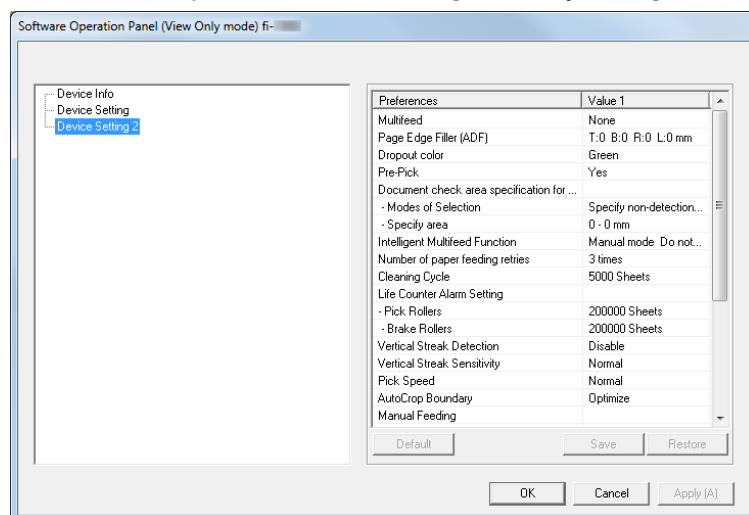 Software Operation Panel (View Only mode) fi-
Device Info
Device Setting
Device Setting 2
Preferences Value 1
Multifeed None
Page Edge Filler (ADF) T:0 B:0 R:0 L:0 mm
Dropout color Green
Pre-Pick Yes
Document check area specification for ...
- Modes of Selection Specify non-detection...
- Specify area 0 - 0 mm
Intelligent Multifeed Function Manual mode Do not...
Number of paper feeding retries 3 times
Cleaning Cycle 5000 Sheets
Life Counter Alarm Setting
- Pick Rollers 200000 Sheets
- Brake Rollers 200000 Sheets
Vertical Streak Detection Disable
Vertical Streak Sensitivity Normal
Pick Speed Normal
AutoCrop Boundary Optimize
Manual Feeding
Default Save Restore
OK Cancel Apply (A)